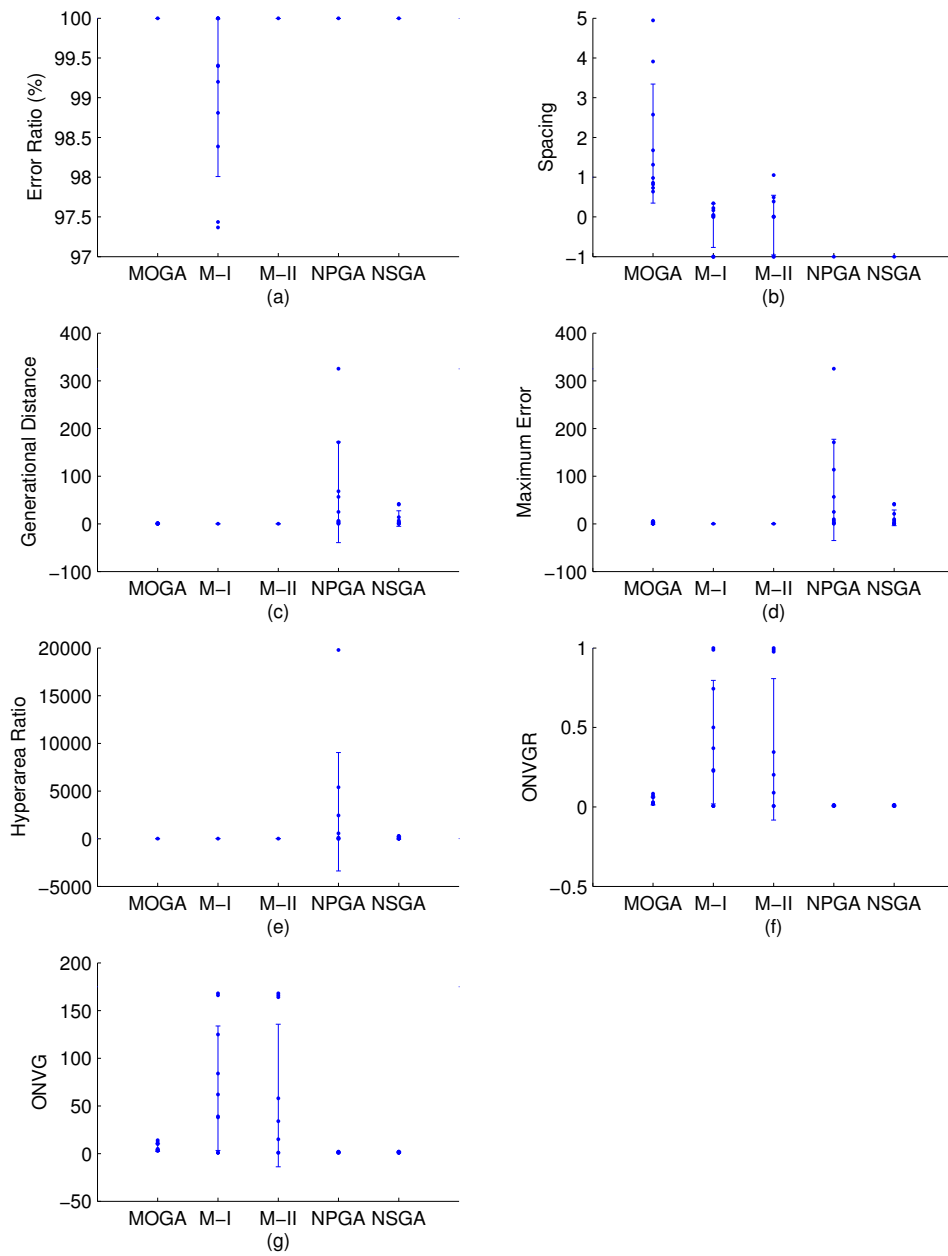 100
99.5
99
98.5
98
97.5
97
Error Ratio (%)
MOGA M-I M-II NPGA NSGA
(a)
5
4
3
2
1
0
−1
Spacing
MOGA M-I M-II NPGA NSGA
(b)
400
300
200
100
0
−100
Generational Distance
MOGA M-I M-II NPGA NSGA
(c)
400
300
200
100
0
−100
Maximum Error
MOGA M-I M-II NPGA NSGA
(d)
20000
15000
10000
5000
0
−5000
Hyperarea Ratio
MOGA M-I M-II NPGA NSGA
(e)
1
0.5
0
−0.5
ONVGR
MOGA M-I M-II NPGA NSGA
(f)
200
150
100
50
0
−50
ONVG
MOGA M-I M-II NPGA NSGA
(g)